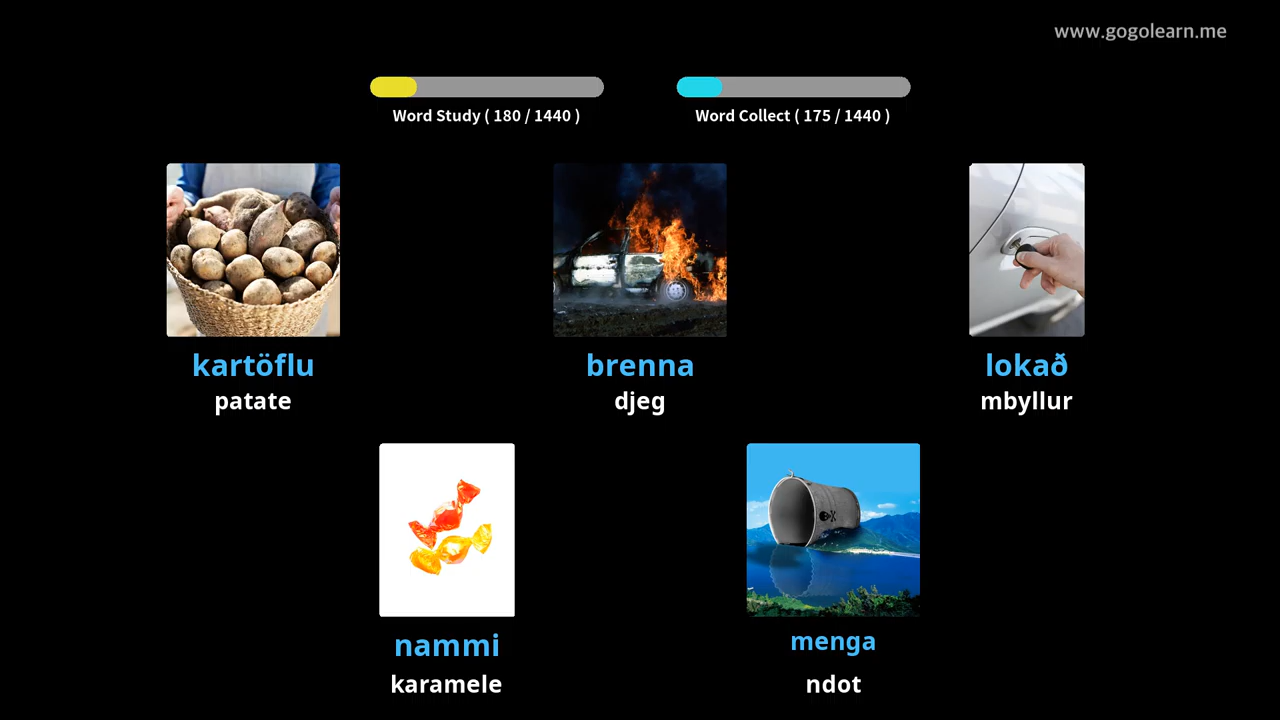 www.gogolearn.me
Word Study ( 180 / 1440 )
Word Collect ( 175 / 1440 )
kartöflu
brenna
lokað
patate
djeg
mbyllur
nammi
menga
karamele
ndot